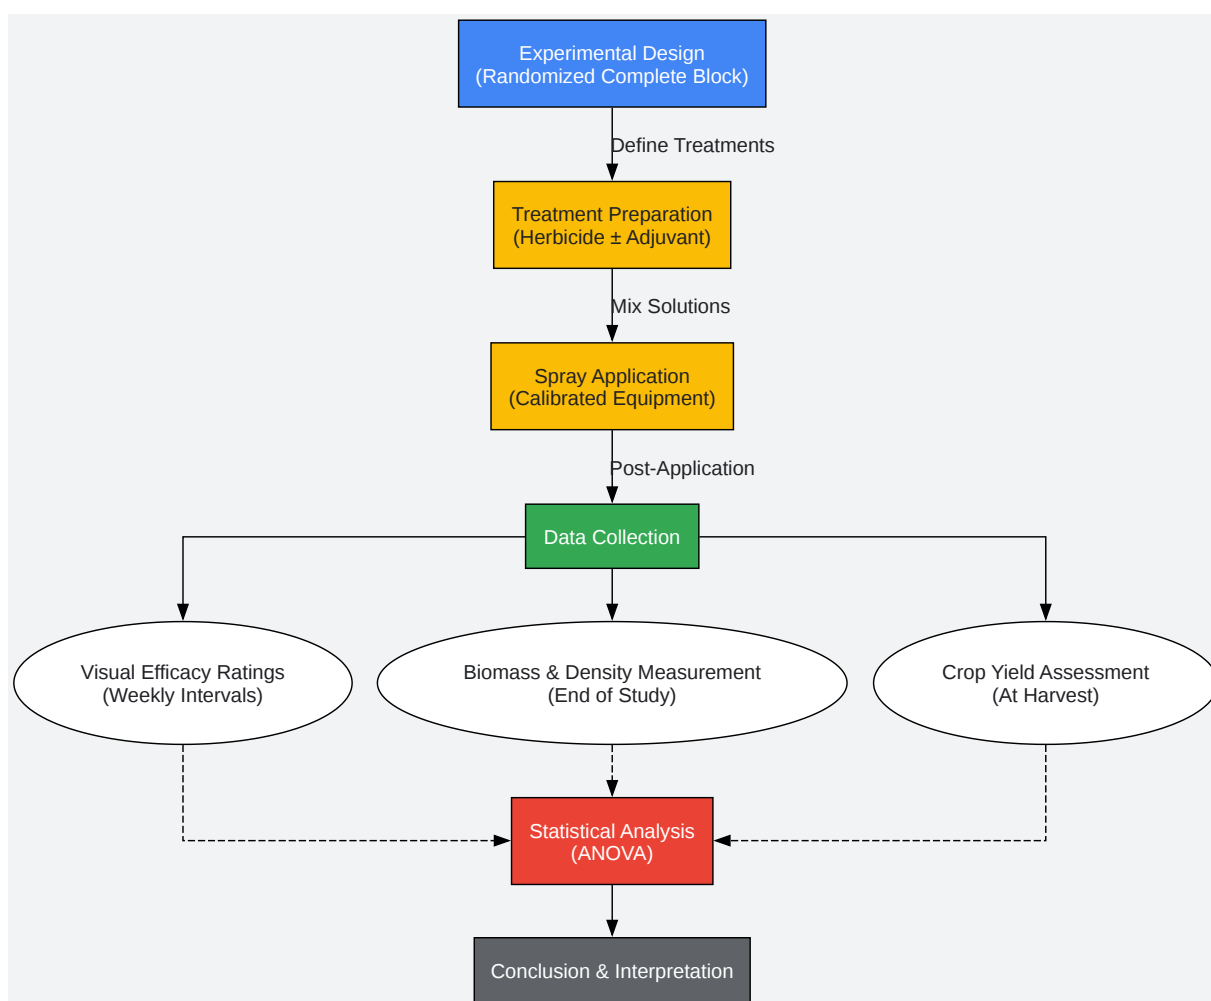 Experimental Design
(Randomized Complete Block)
Define Treatments
Treatment Preparation
(Herbicide ± Adjuvant)
Mix Solutions
Spray Application
(Calibrated Equipment)
Post-Application
Data Collection
Visual Efficacy Ratings
(Weekly Intervals)
Biomass & Density Measurement
(End of Study)
Crop Yield Assessment
(At Harvest)
Statistical Analysis
(ANOVA)
Conclusion & Interpretation